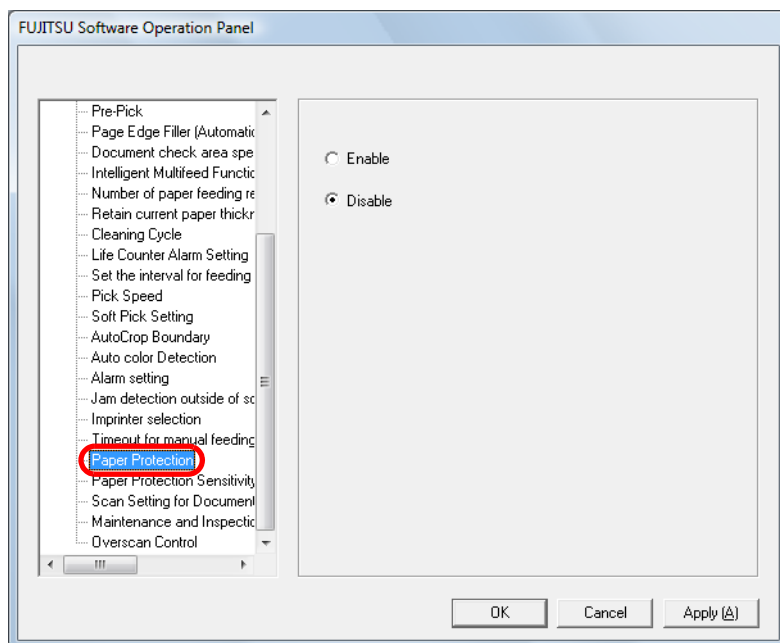 FUJITSU Software Operation Panel
Pre-Pick
Page Edge Filler (Automatic
Document check area spe
Intelligent Multifeed Functic
Number of paper feeding re
Retain current paper thickr
Cleaning Cycle
Life Counter Alarm Setting
Set the interval for feeding
Pick Speed
Soft Pick Setting
AutoCrop Boundary
Auto color Detection
Alarm setting
Jam detection outside of sc
Imprinter selection
Timeout for manual feeding
Paper Protection
Paper Protection Sensitivity
Scan Setting for Document
Maintenance and Inspectic
Overscan Control
Enable
Disable
OK
Cancel
Apply (A)